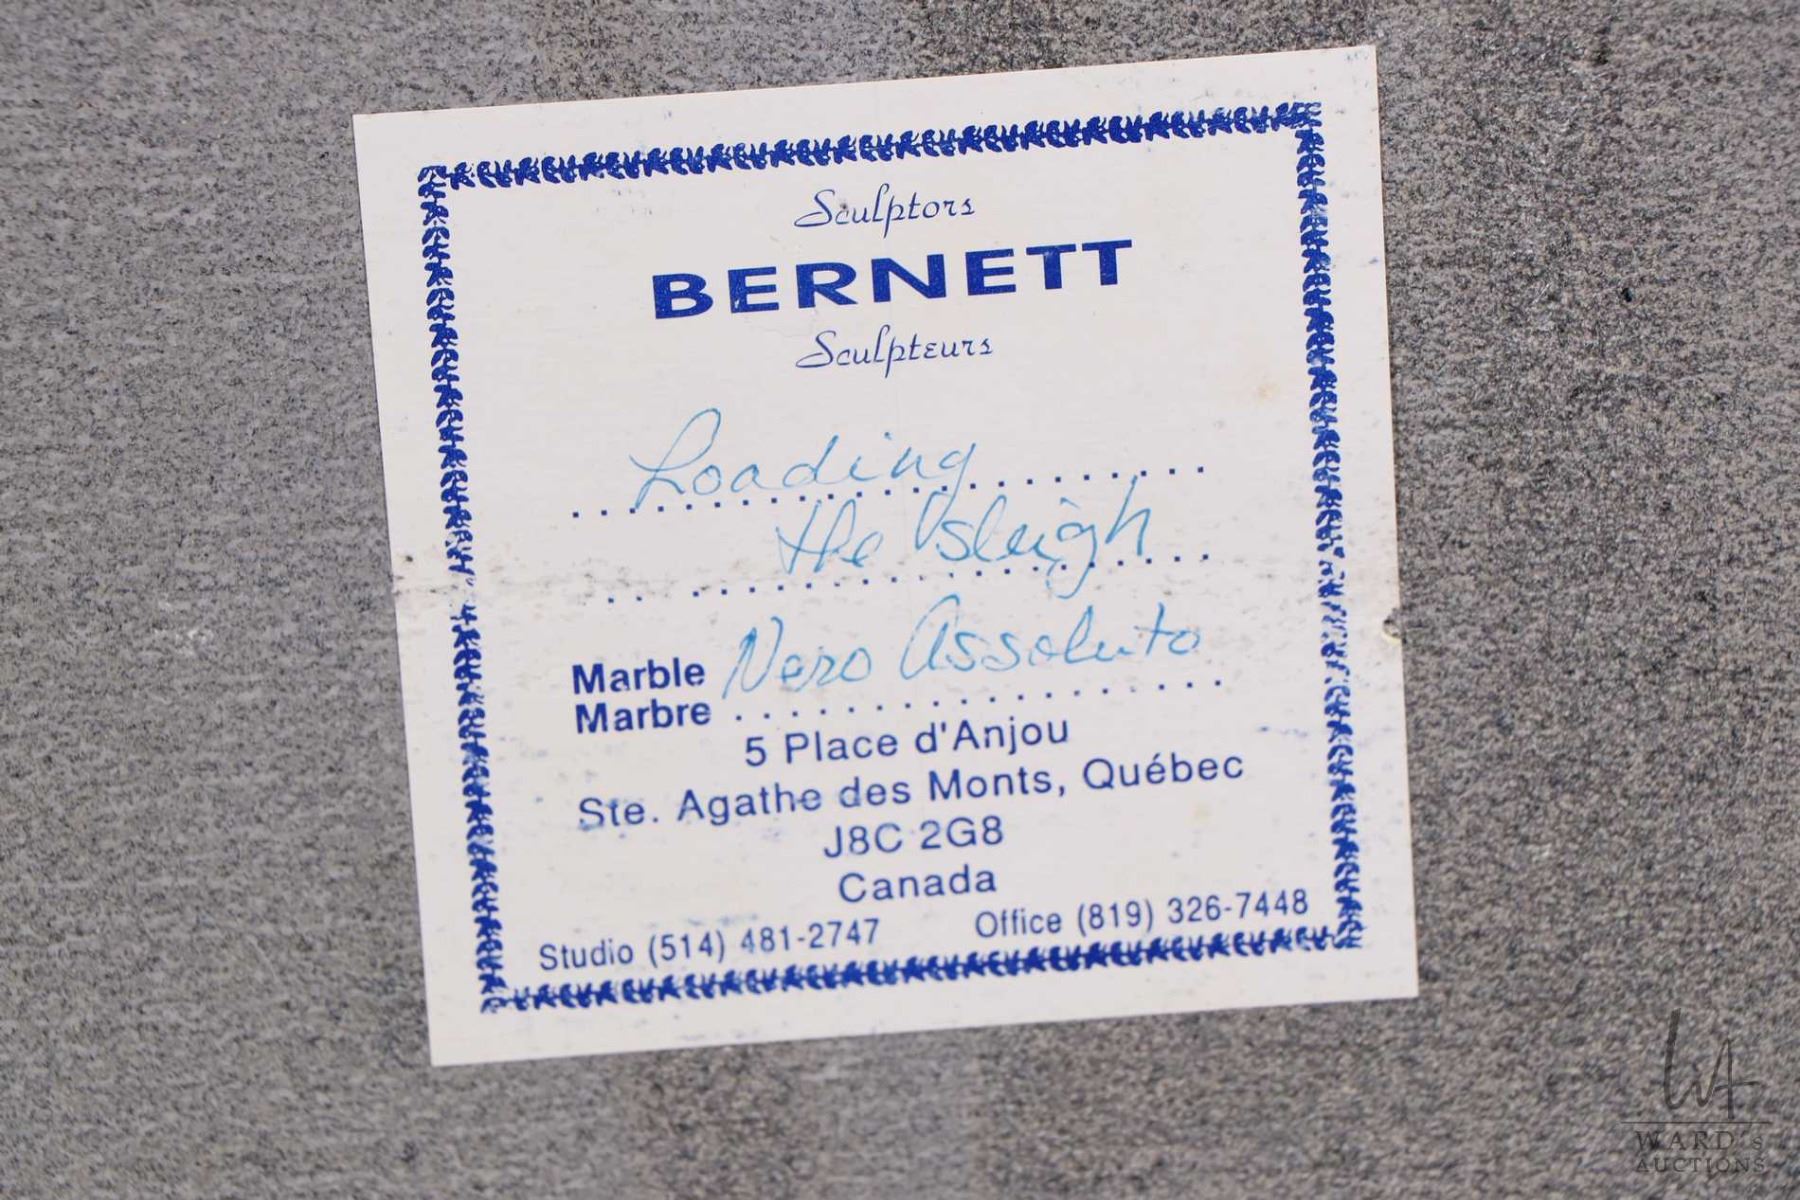 Sculptors
BERNETT
Sculpteurs
Loading
the sleigh
Marble Nero Assoluto
Marbre
5 Place d'Anjou
Ste. Agathe des Monts, Québec
J8C 2G8
Canada
Studio (514) 481-2747 Office (819) 326-7448
WA
WARD's
AUCTIONS